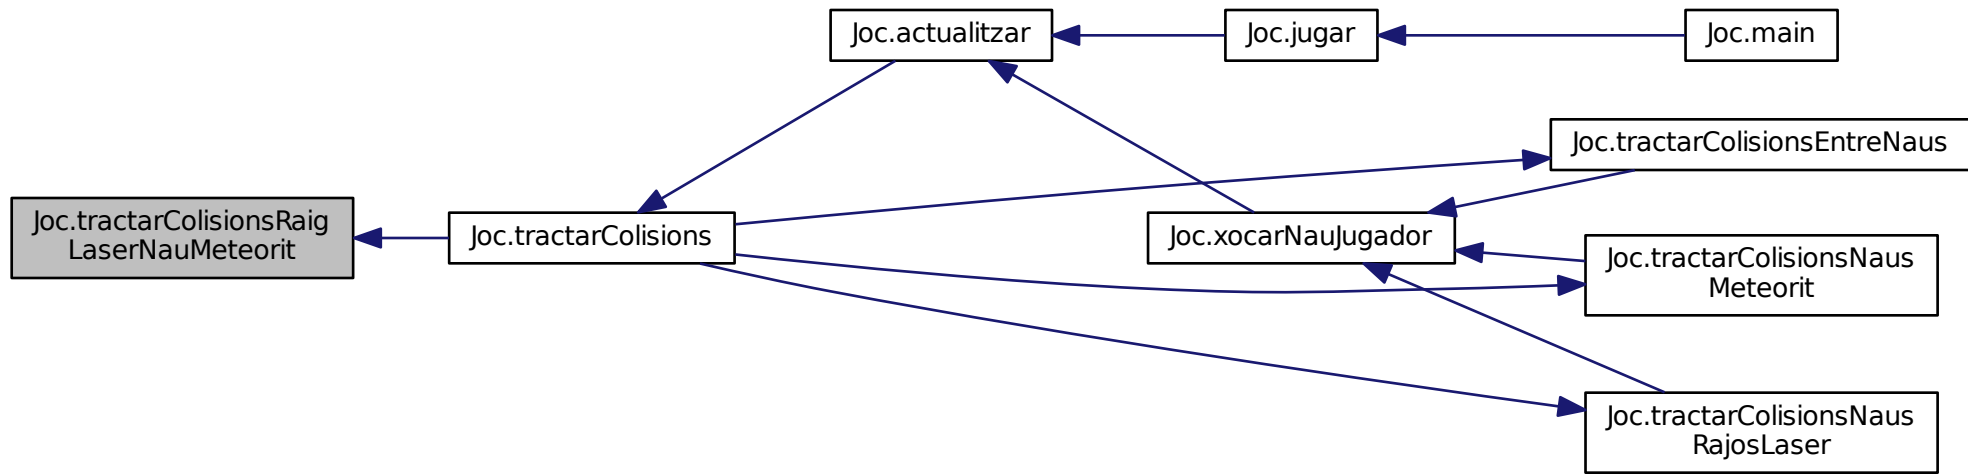 Joc.actualitzar
Joc.jugar
Joc.main
Joc.tractarColisionsEntreNaus
Joc.tractarColisionsRaig
LaserNauMeteorit
Joc.tractarColisions
Joc.xocarNauJugador
Joc.tractarColisionsNaus
Meteorit
Joc.tractarColisionsNaus
RajosLaser